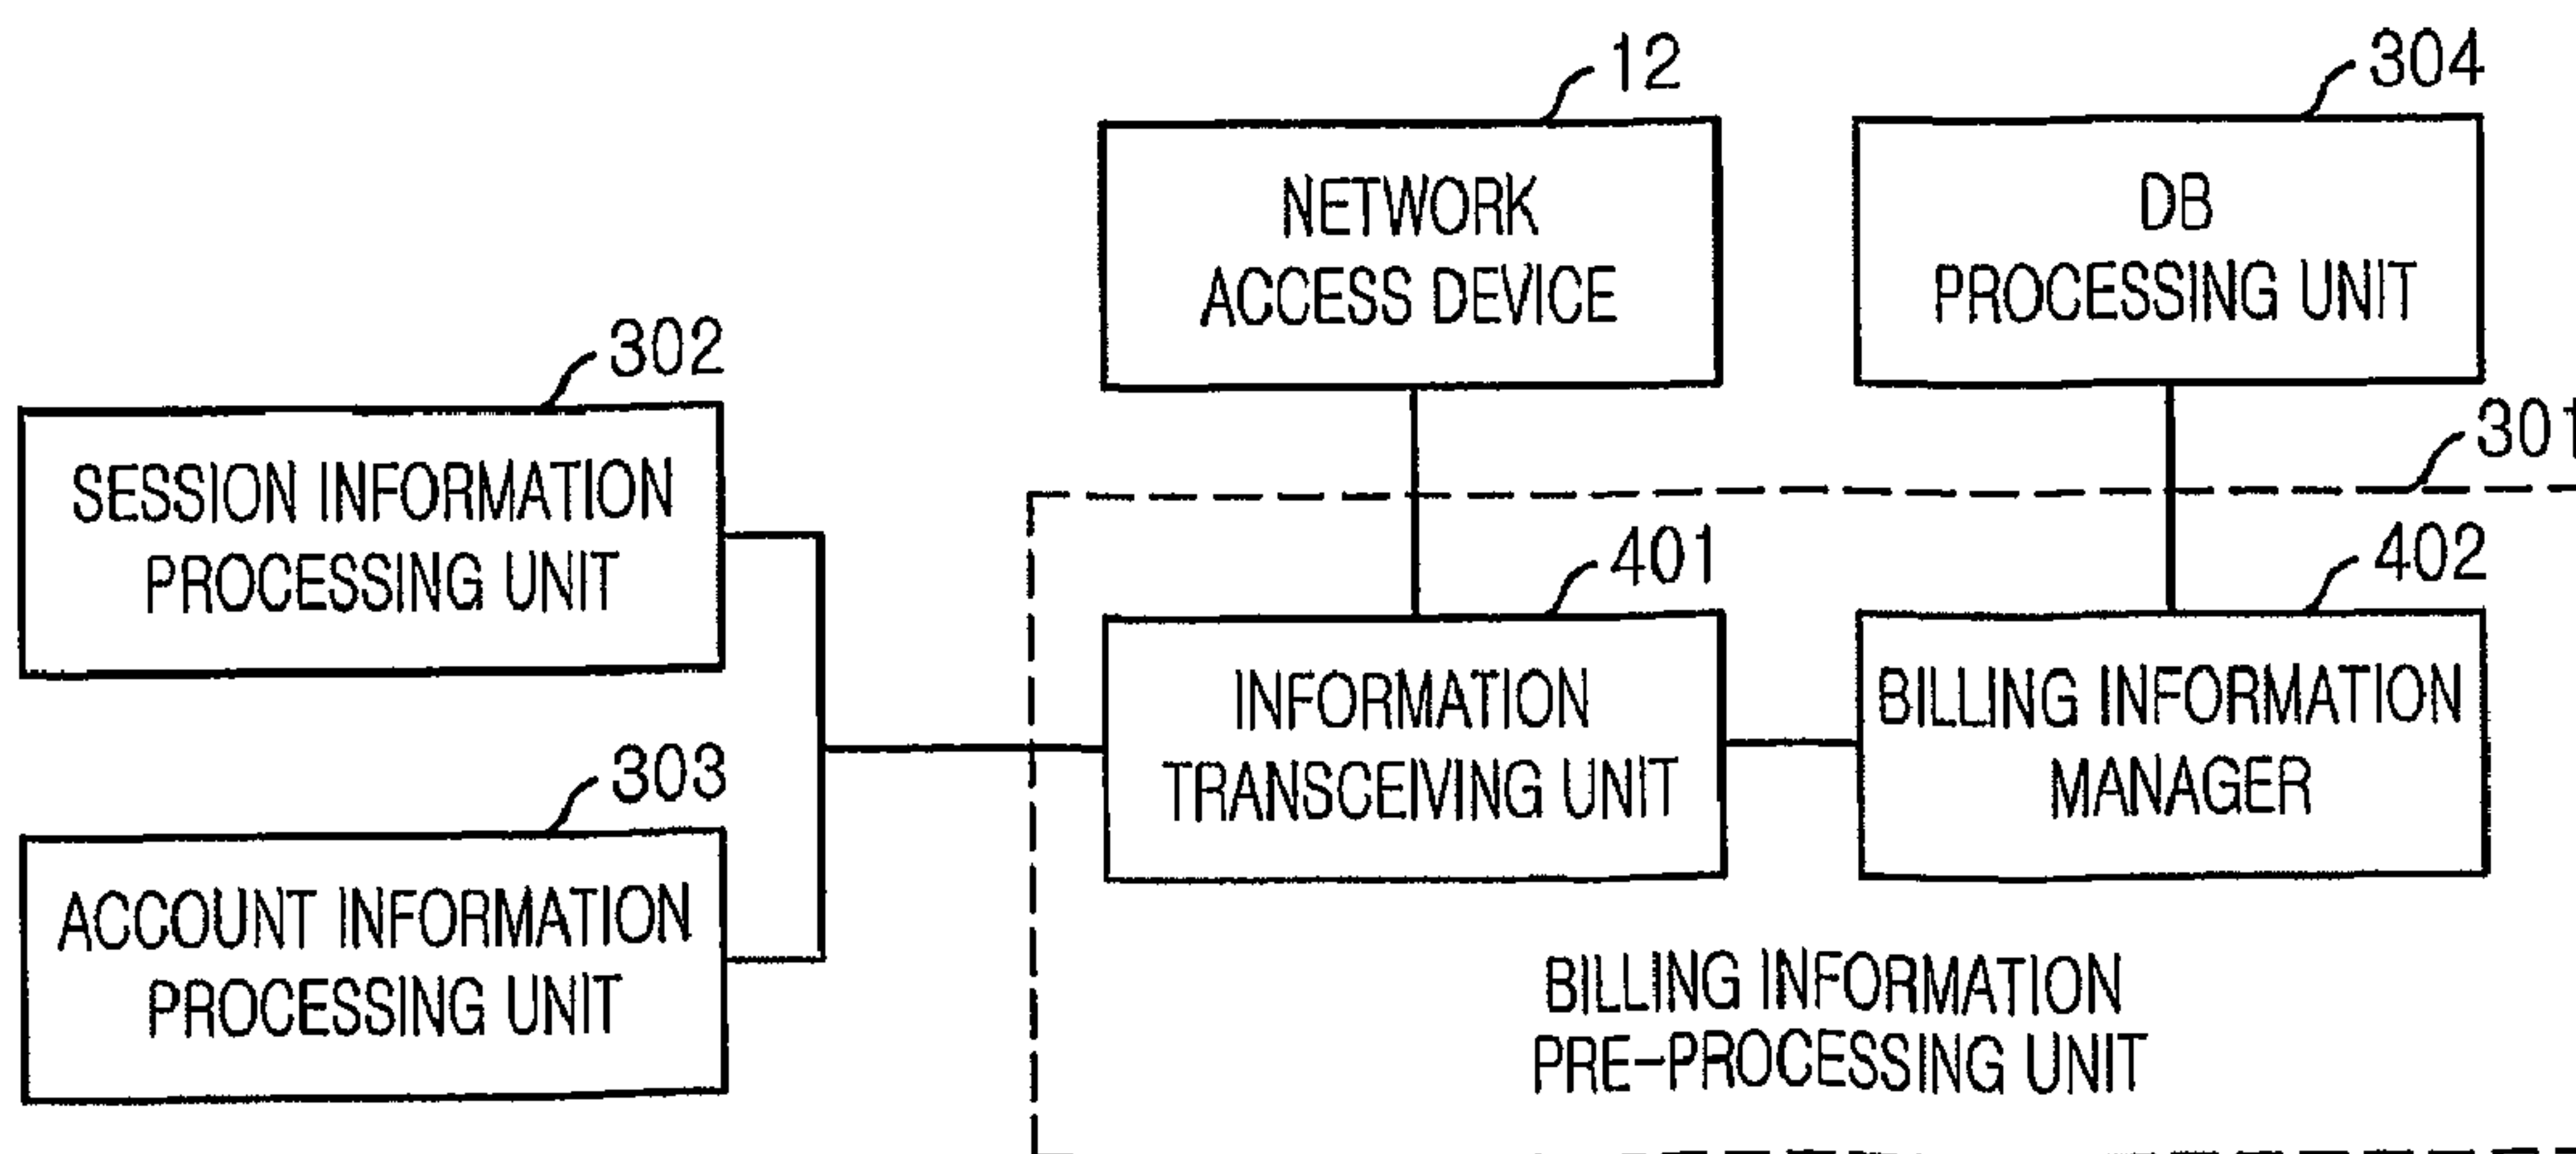 12
304
NETWORK
ACCESS DEVICE
DB
PROCESSING UNIT
302
301
SESSION INFORMATION
PROCESSING UNIT
401
402
INFORMATION
TRANSCEIVING UNIT
BILLING INFORMATION
MANAGER
303
ACCOUNT INFORMATION
PROCESSING UNIT
BILLING INFORMATION
PRE-PROCESSING UNIT